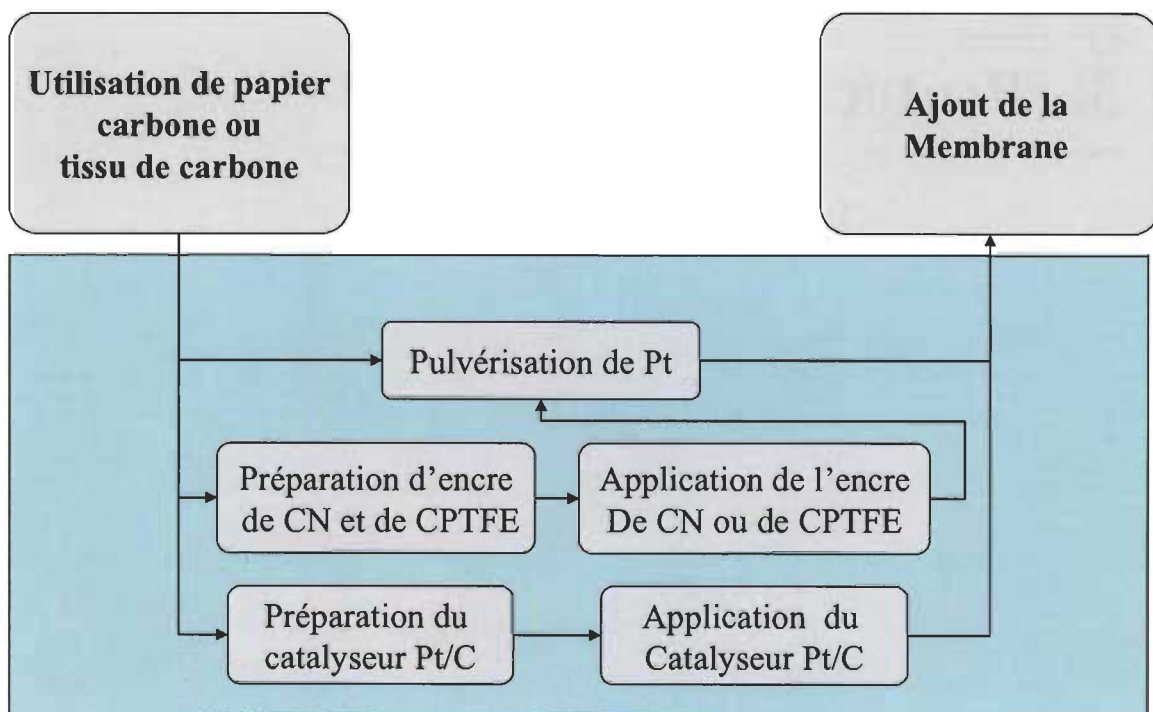 Utilisation de papier
carbone ou
tissu de carbone
Ajout de la
Membrane
Pulvérisation de Pt
Préparation d'encre
de CN et de CPTFE
Application de l'encre
De CN ou de CPTFE
Préparation du
catalyseur Pt/C
Application du
Catalyseur Pt/C